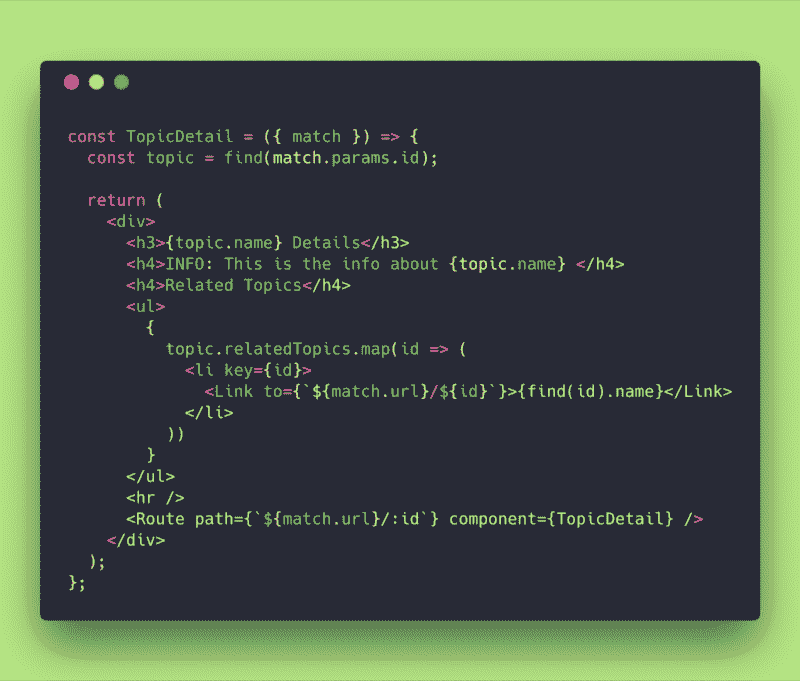 const TopicDetail = ({ match }) => {
  const topic = find(match.params.id);

  return (
    <div>
      <h3>{topic.name} Details</h3>
      <h4>INFO: This is the info about {topic.name} </h4>
      <h4>Related Topics</h4>
      <ul>
        {
          topic.relatedTopics.map(id => (
            <li key={id}>
              <Link to={`${match.url}/${id}`}>{find(id).name}</Link>
            </li>
          ))
        }
      </ul>
      <hr />
      <Route path={`${match.url}/:id`} component={TopicDetail} />
    </div>
  );
};